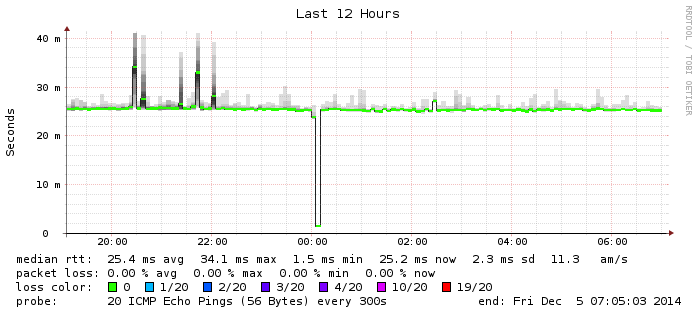 Last 12 Hours
RRDTOOL / TOBI OETIKER
Seconds
40 m
30 m
20 m
10 m
0
20:00 22:00 00:00 02:00 04:00 06:00
median rtt: 25.4 ms avg 34.1 ms max 1.5 ms min 25.2 ms now 2.3 ms sd 11.3 am/s
packet loss: 0.00 % avg 0.00 % max 0.00 % min 0.00 % now
loss color: 0 1/20 2/20 3/20 4/20 10/20 19/20
probe: 20 ICMP Echo Pings (56 Bytes) every 300s end: Fri Dec 5 07:05:03 2014